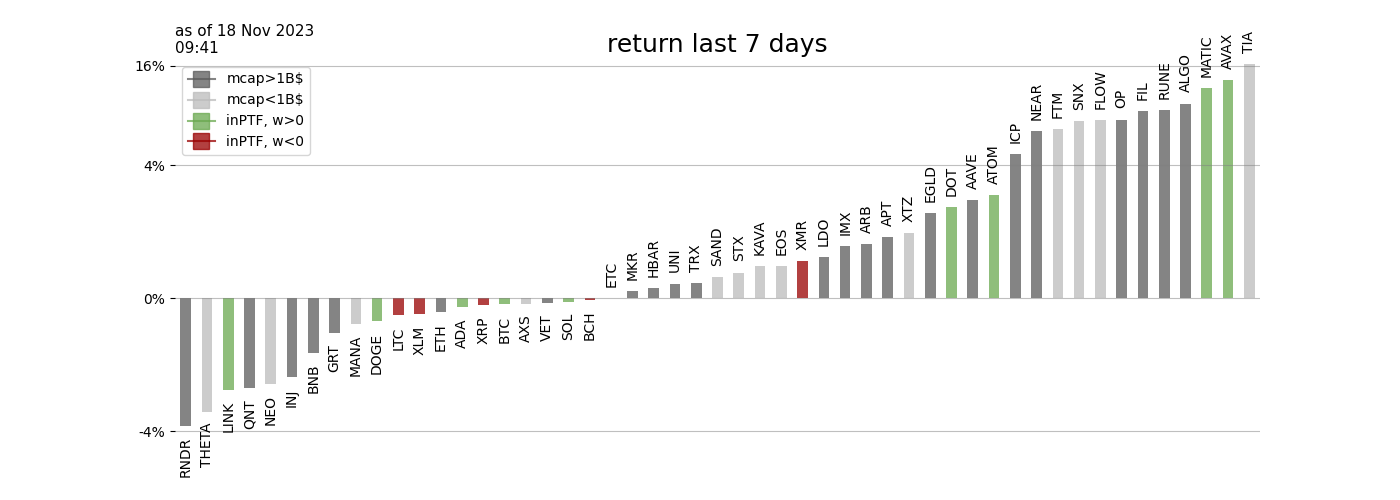 as of 18 Nov 2023
09:41
return last 7 days
16%
4%
0%
-4%
mcap>1B$
mcap<1B$
inPTF, w>0
inPTF, w<0
RNDR
THETA
LINK
QNT
NEO
INJ
BNB
GRT
MANA
DOGE
LTC
XLM
ETH
ADA
XRP
BTC
AXS
VET
SOL
BCH
ETC
MKR
HBAR
UNI
TRX
SAND
STX
KAVA
EOS
XMR
LDO
IMX
ARB
APT
XTZ
EGLD
DOT
AAVE
ATOM
ICP
NEAR
FTM
SNX
FLOW
OP
FIL
RUNE
ALGO
MATIC
AVAX
TIA